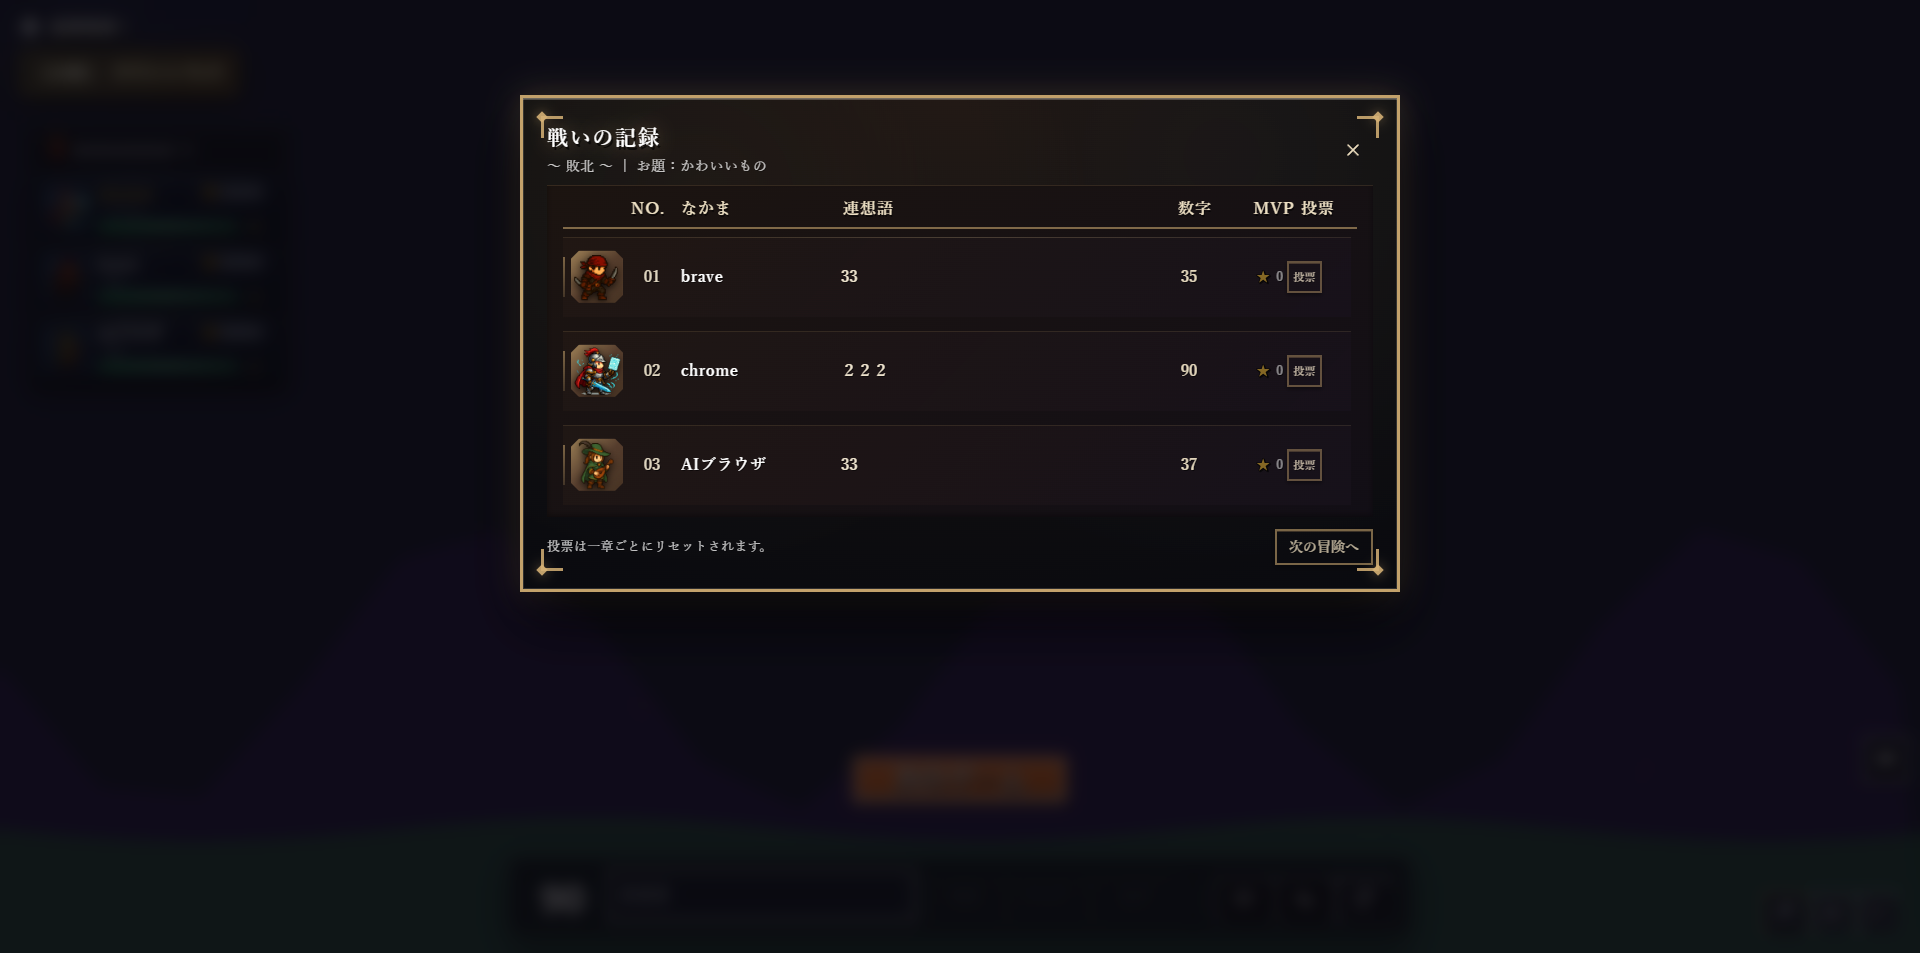 戦いの記録
～ 敗北 ～ | お題：かわいいもの
NO. なかま 連想語 数字 MVP 投票
01 brave 33 35 ★ 0 投票
02 chrome ２２２ 90 ★ 0 投票
03 AIブラウザ 33 37 ★ 0 投票
投票は一章ごとにリセットされます。
次の冒険へ